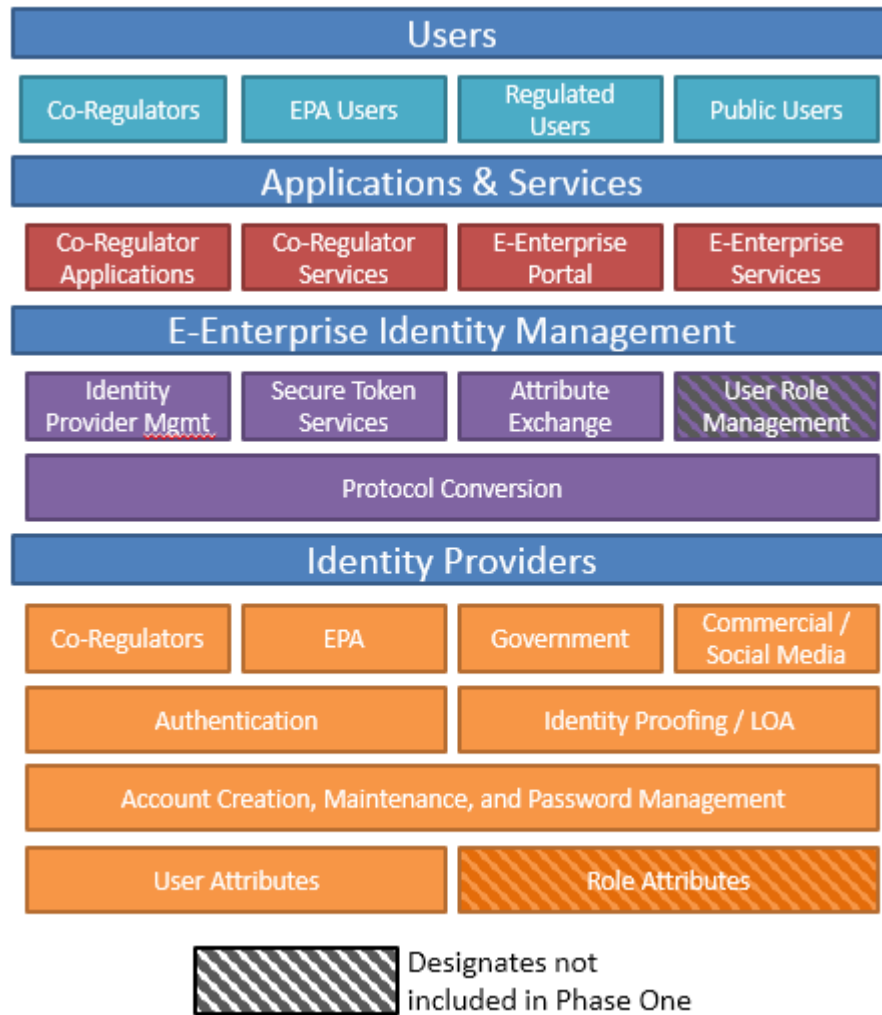 Users
Co-Regulators
EPA Users
Regulated
Users
Public Users
Applications & Services
Co-Regulator
Applications
Co-Regulator
Services
E-Enterprise
Portal
E-Enterprise
Services
E-Enterprise Identity Management
Identity
Provider Mgmt
Secure Token
Services
Attribute
Exchange
User Role
Management
Protocol Conversion
Identity Providers
Co-Regulators
EPA
Government
Commercial /
Social Media
Authentication
Identity Proofing / LOA
Account Creation, Maintenance, and Password Management
User Attributes
Role Attributes
Designates not
included in Phase One